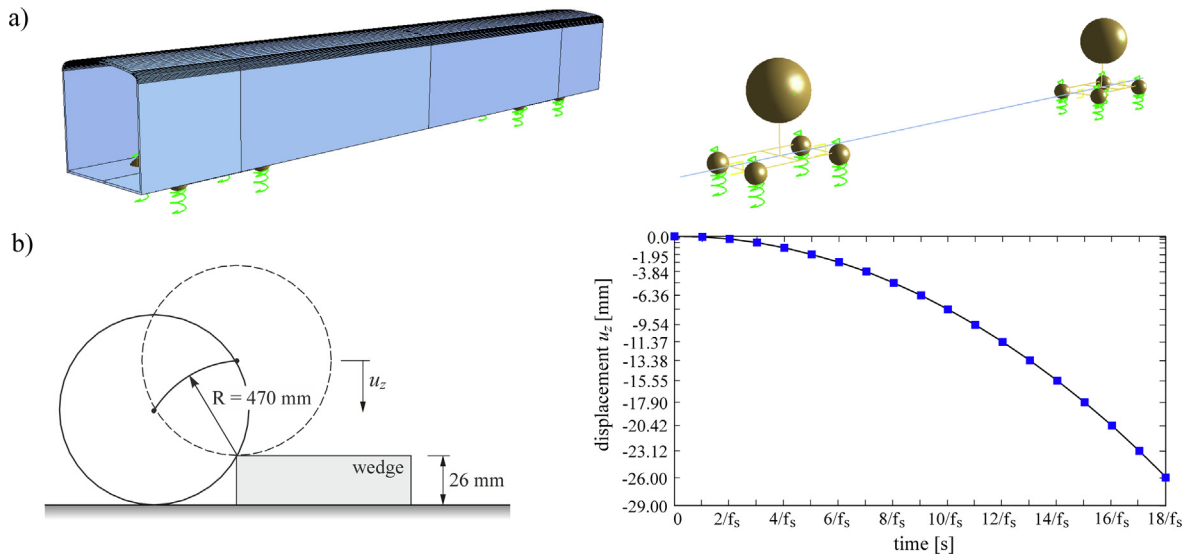 a)
b)
R = 470 mm
u_z
wedge
26 mm
displacement u_z [mm]
0.0
-1.95
-3.84
-6.36
-9.54
-11.37
-13.38
-15.55
-17.90
-20.42
-23.12
-26.00
-29.00
0 2/f_s 4/f_s 6/f_s 8/f_s 10/f_s 12/f_s 14/f_s 16/f_s 18/f_s
time [s]